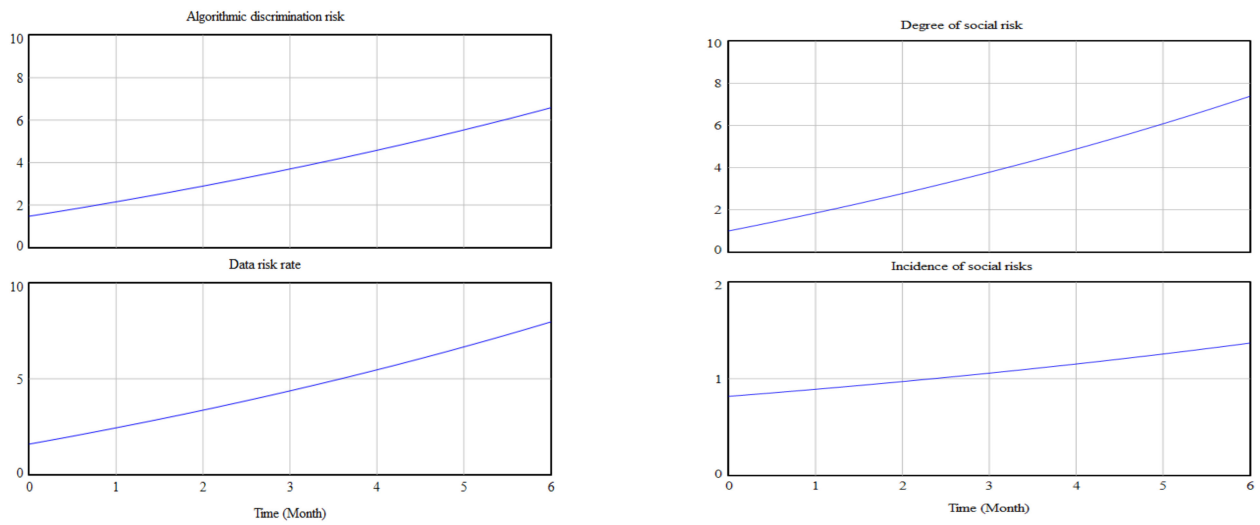 Algorithmic discrimination risk
10
8
6
4
2
0
Data risk rate
10
5
0
0 1 2 3 4 5 6
Time (Month)
Degree of social risk
10
8
6
4
2
0
Incidence of social risks
2
1
0
0 1 2 3 4 5 6
Time (Month)